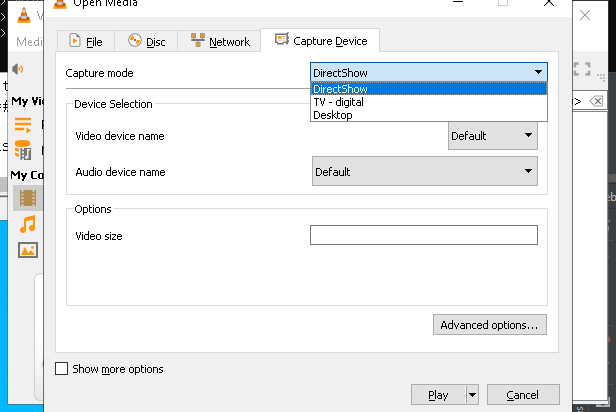 Open Media
Medi
File
Disc
Network
Capture Device
Capture mode
DirectShow
DirectShow
TV - digital
Desktop
Device Selection
My Vi
Video device name
Default
Audio device name
Default
My Co
Options
Video size
Advanced options...
Show more options
Play
Cancel